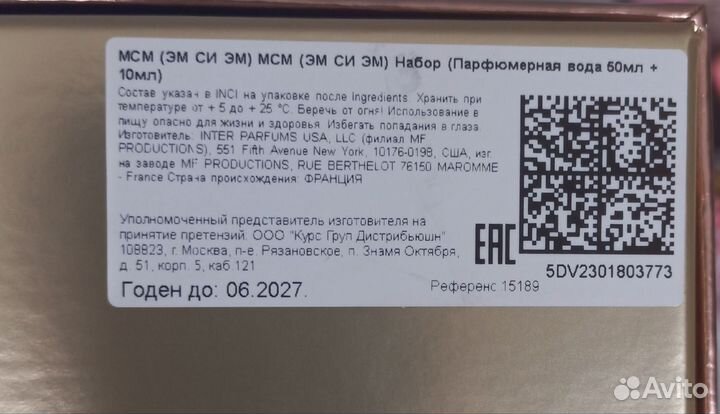 MCM (ЭМ СИ ЭМ) MCM (ЭМ СИ ЭМ) Набор (Парфюмерная вода 50мл +
10мл)
Состав указан в INCI на упаковке после Ingredients. Хранить при
температуре от + 5 до + 25 °C. Беречь от огня! Использование в
пищу опасно для жизни и здоровья. Избегать попадания в глаза.
Изготовитель: INTER PARFUMS USA, LLC (филиал MF
PRODUCTIONS), 551 Fifth Avenue New York, 10176-0198, США, изг.
на заводе MF PRODUCTIONS, RUE BERTHELOT 76150 MAROMME
- France Страна происхождения: ФРАНЦИЯ
Уполномоченный представитель изготовителя на
принятие претензий: ООО "Курс Груп Дистрибьюшн"
108823, г. Москва, п-е. Рязановское, п. Знамя Октября,
д. 51, корп. 5, каб.121
EAC
5DV2301803773
Годен до: 06.2027.
Референс 15189
Avito